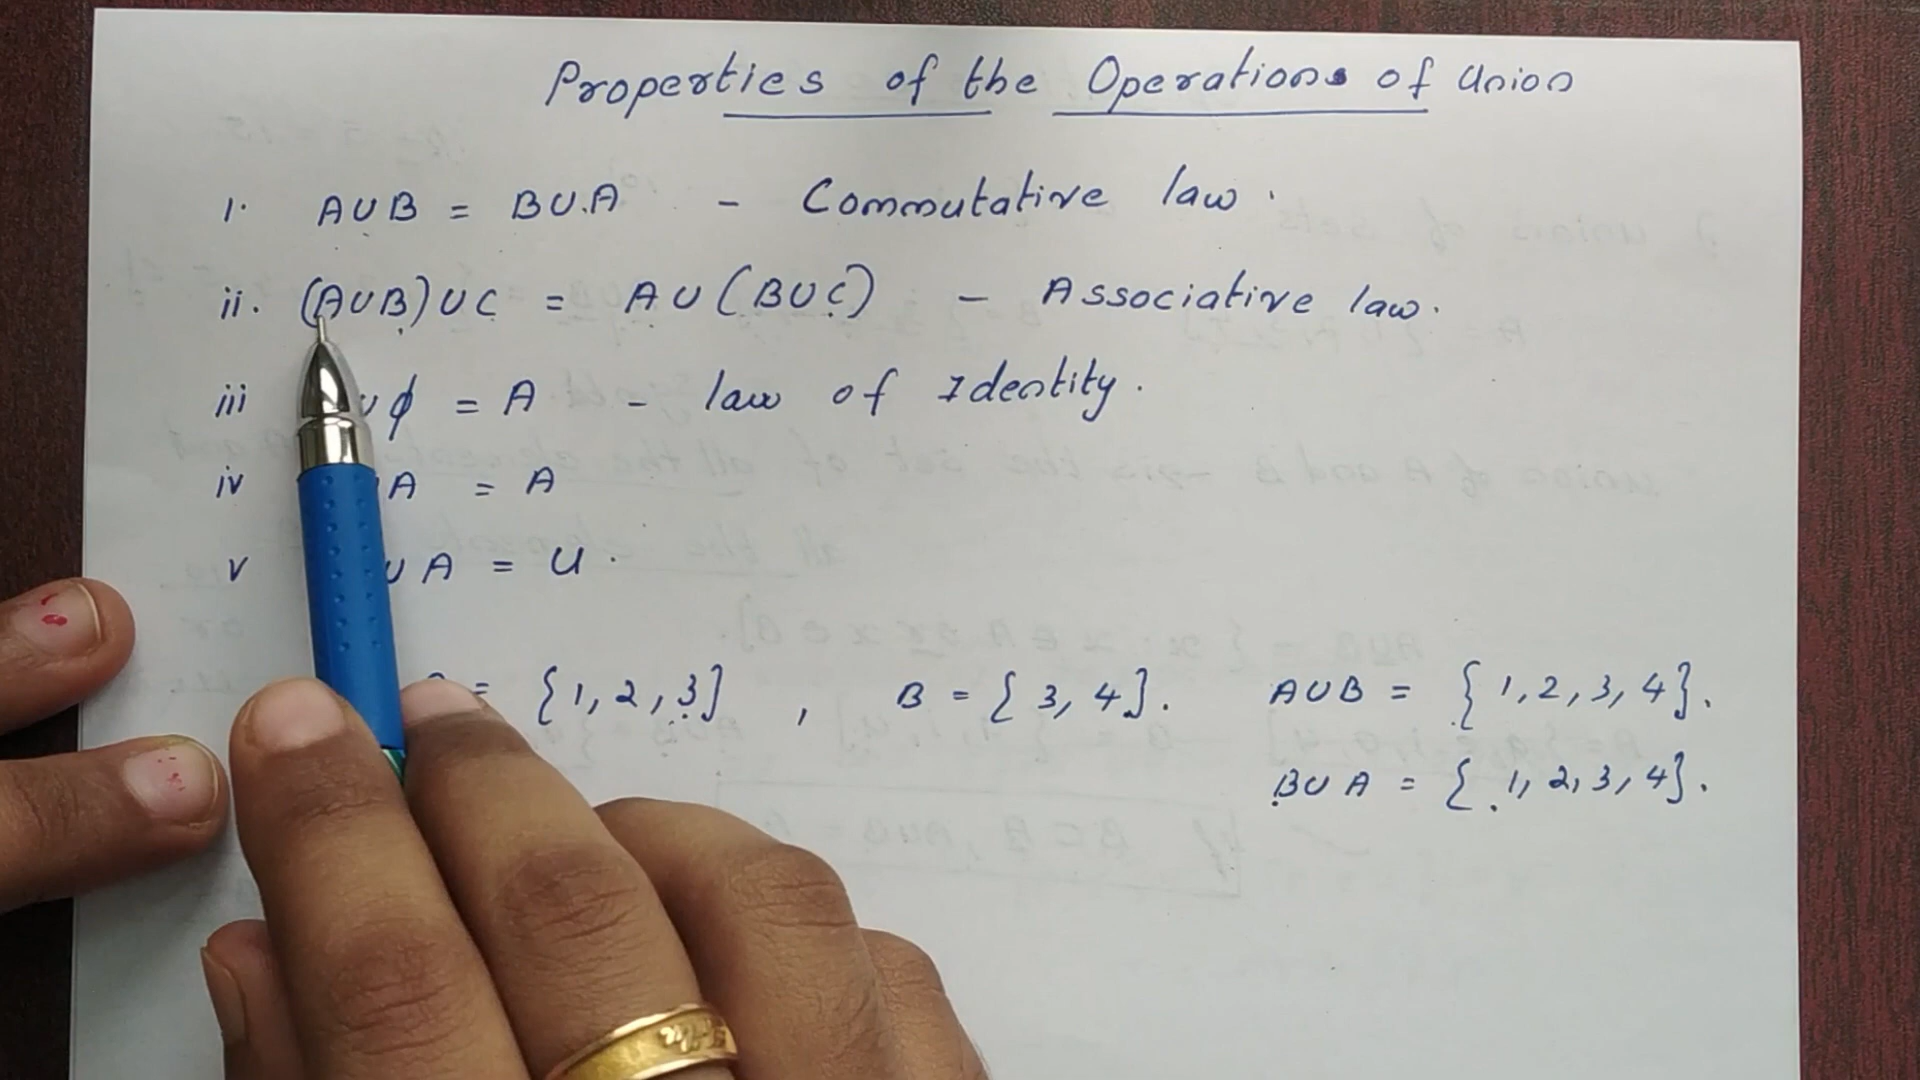 Properties of the Operations of Union
1. A∪B = B∪A - Commutative law.
ii. (A∪B)∪C = A∪(B∪C) - Associative law.
iii ∪ϕ = A - law of Identity.
iv A = A
v ∪ A = U.
= {1, 2, 3} , B = {3, 4}. A∪B = {1, 2, 3, 4}.
B∪A = {1, 2, 3, 4}.